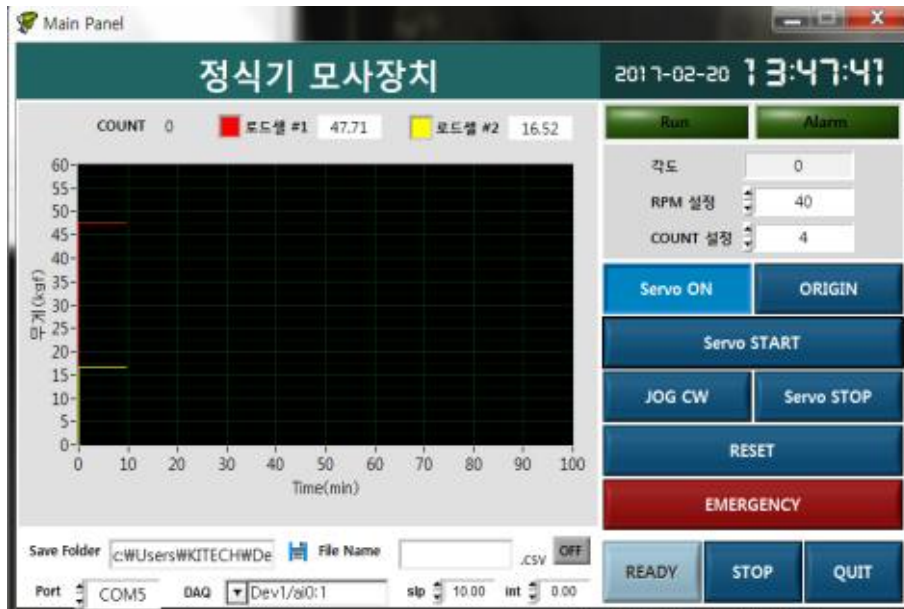 Main Panel
정식기 모사장치
2017-02-20 13:47:41
COUNT 0 로드셀 #1 47.71 로드셀 #2 16.52
Run Alarm
각도 0
RPM 설정 40
COUNT 설정 4
60
55
50
45
40
35
30
25
20
15
10
5
0
무게(kgf)
0 10 20 30 40 50 60 70 80 90 100
Time(min)
Servo ON ORIGIN
Servo START
JOG CW Servo STOP
RESET
EMERGENCY
READY STOP QUIT
Save Folder c:₩Users₩KITECH₩De File Name .csv OFF
Port COM5 DAQ Dev1/ai0:1 slp 10.00 int 0.00